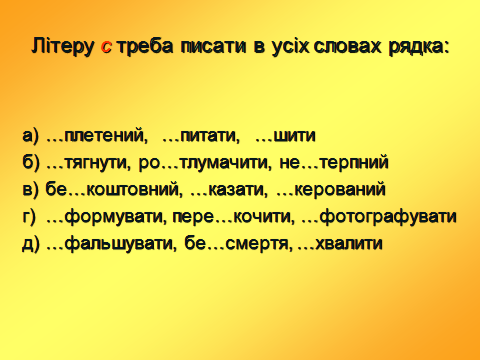 Літеру с треба писати в усіх словах рядка:
а) ...плетений, ...питати, ...шити
б) ...тягнути, ро...тлумачити, не...терпний
в) бе...коштовний, ...казати, ...керований
г) ...формувати, пере...кочити, ...фотографувати
д) ...фальшувати, бе...смертя, ...хвалити